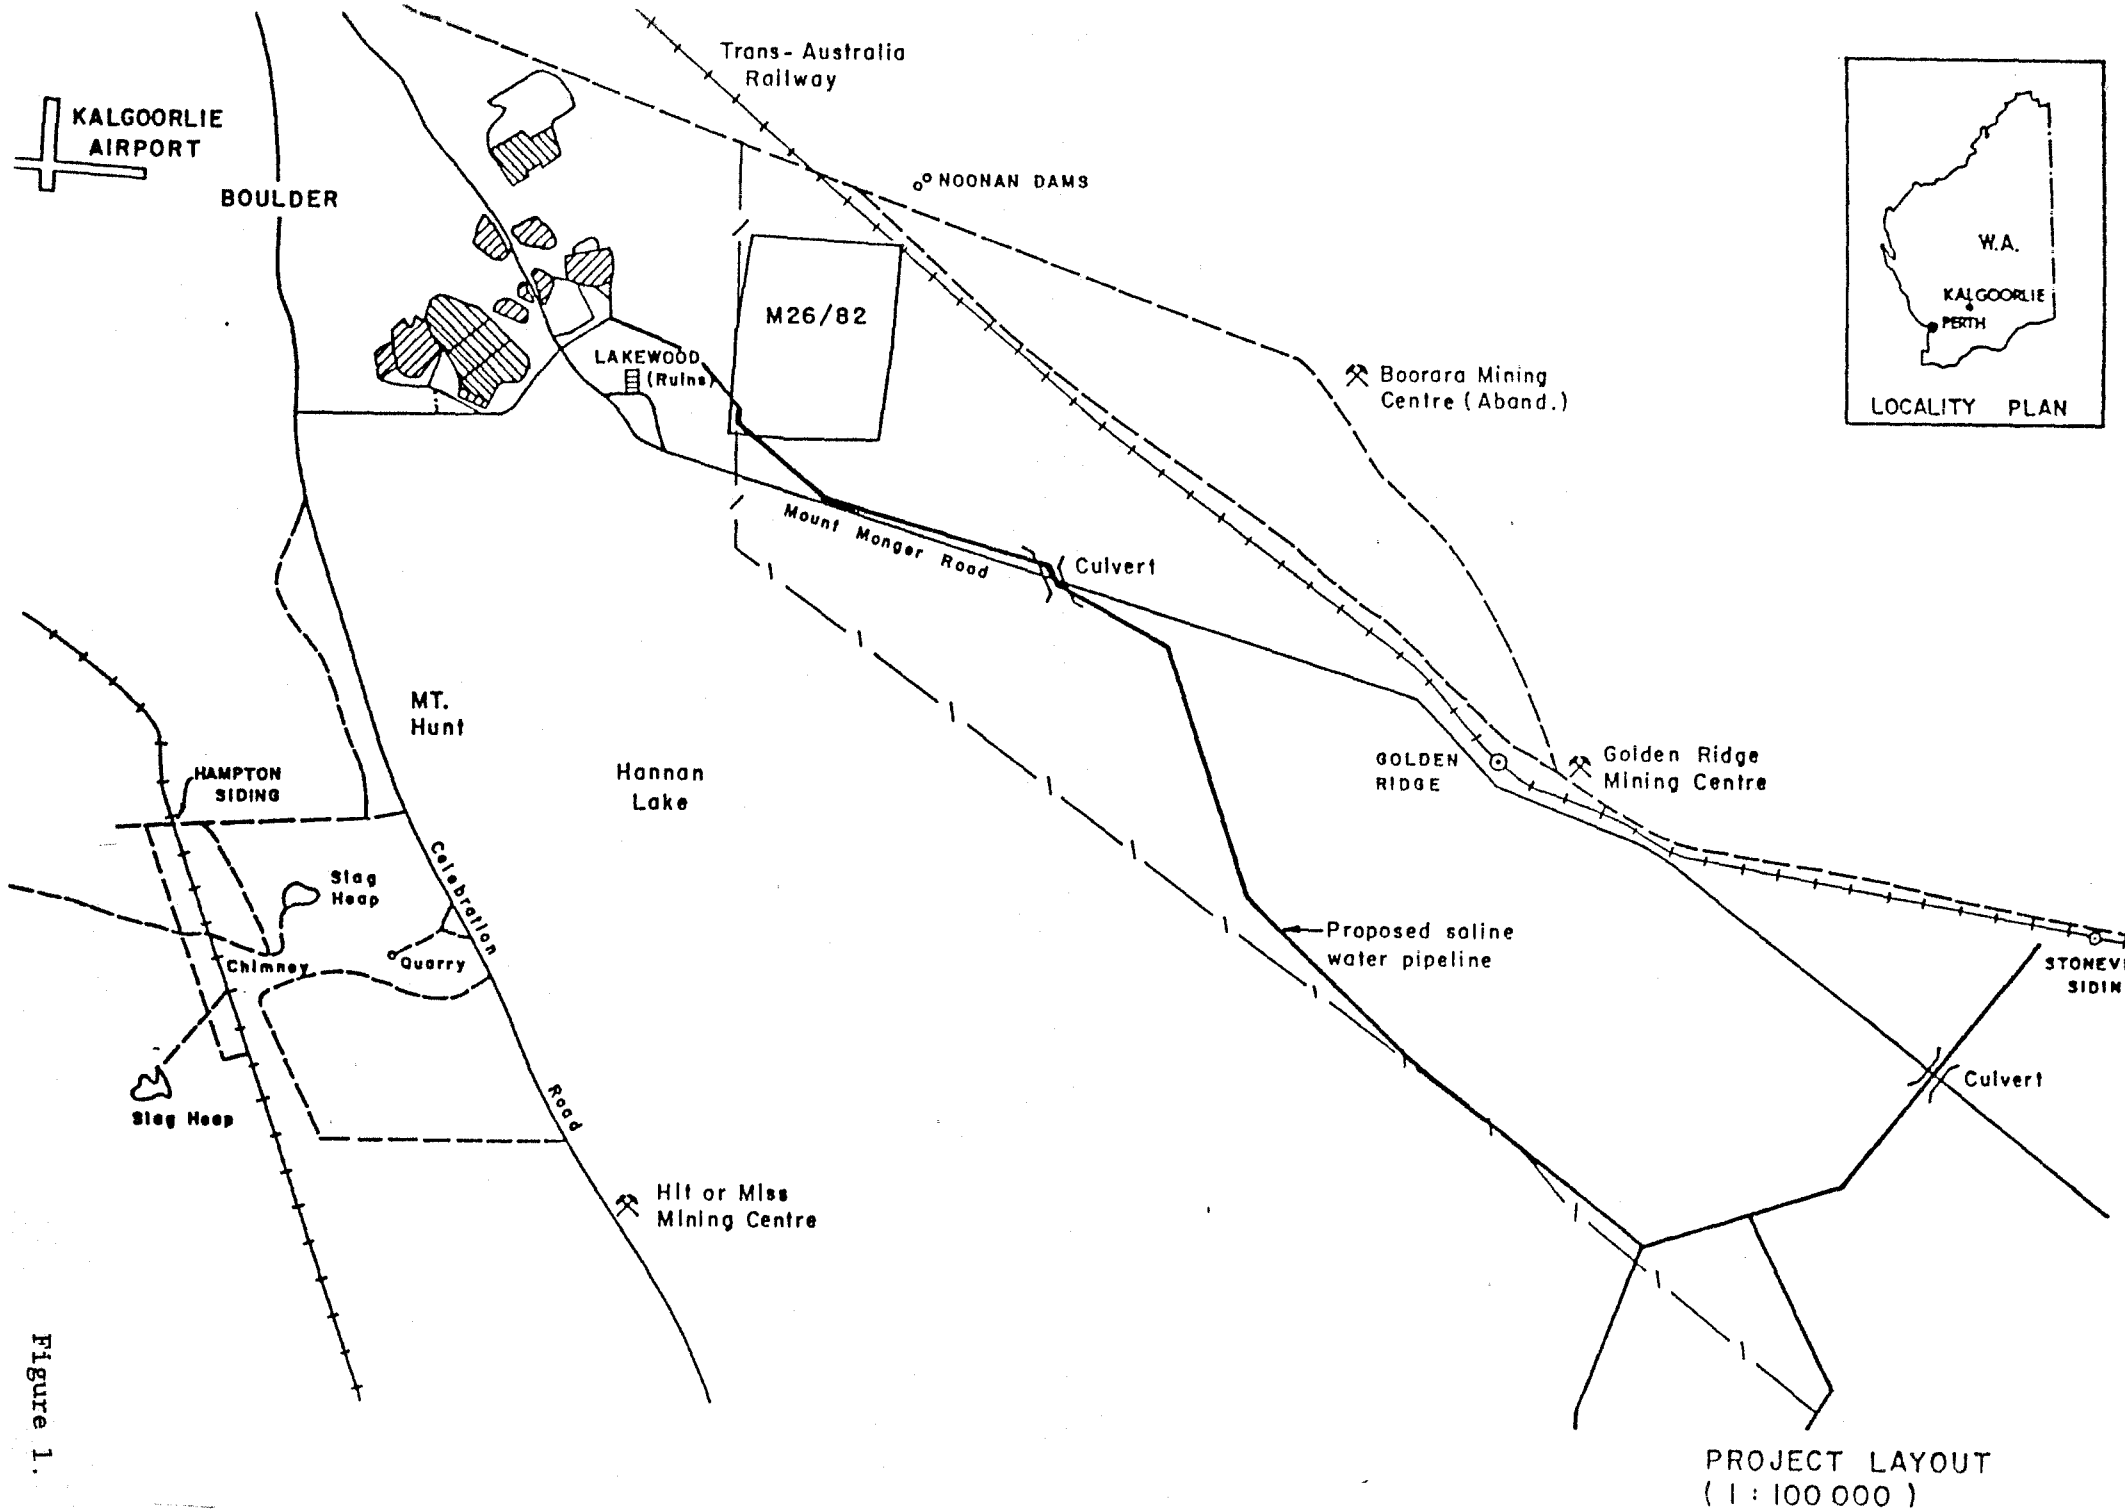 Trans-Australia
Railway
KALGOORLIE
AIRPORT
BOULDER
NOONAN DAMS
M26/82
LAKEWOOD
(Ruins)
Boorara Mining
Centre (Aband.)
W.A.
KALGOORLIE
PERTH
LOCALITY PLAN
Mount Monger Road
Culvert
MT.
Hunt
Hannan
Lake
HAMPTON
SIDING
GOLDEN
RIDGE
Golden Ridge
Mining Centre
Celebration
Road
Slag
Heap
Chimney
Quarry
Proposed saline
water pipeline
STONEV
SIDIN
Culvert
Slag Heap
Hit or Miss
Mining Centre
Figure 1.
PROJECT LAYOUT
(1:100 000)